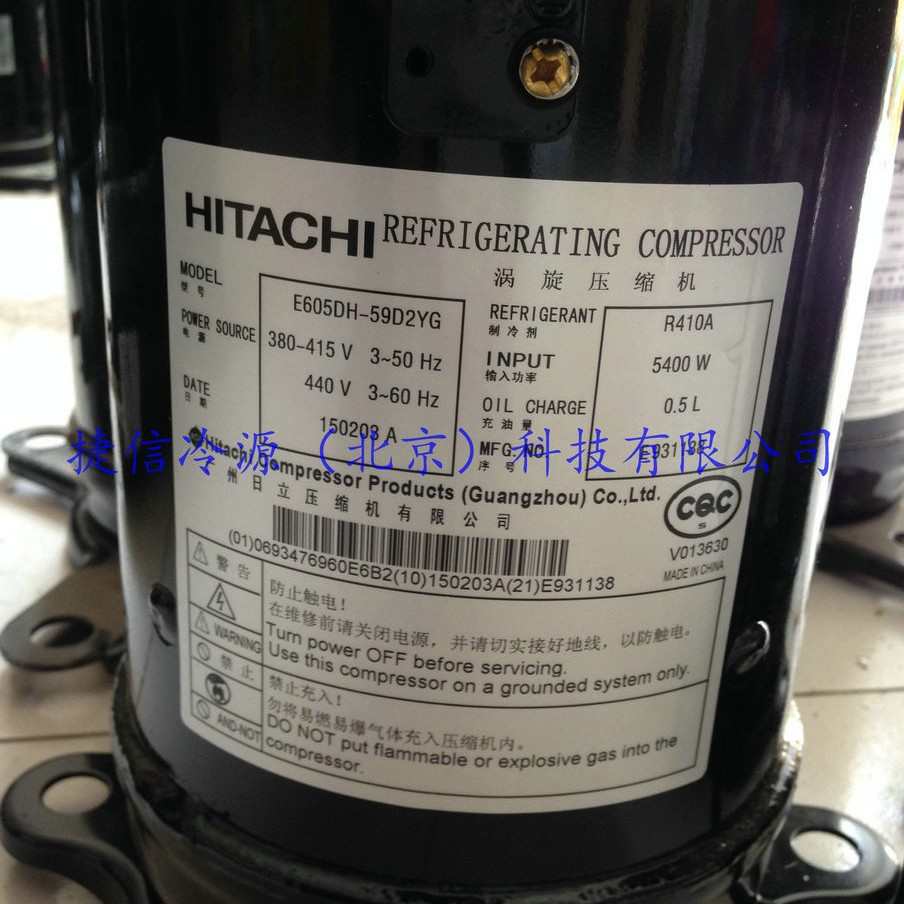 HITACHI REFRIGERATING COMPRESSOR
涡旋压缩机
MODEL E605DH-59D2YG
型号
POWER SOURCE 380-415 V 3~50 Hz
电源
440 V 3~60 Hz
DATE 150203 A
日期
REFRIGERANT R410A
制冷剂
INPUT 5400 W
输入功率
OIL CHARGE 0.5 L
充油量
MFG.NO.
序号
捷信冷源（北京）科技有限公司
Hitachi Compressor Products (Guangzhou) Co.,Ltd.
州日立压缩机有限公司
CQC
S
V013630
MADE IN CHINA
(01)0693476960E6B2(10)150203A(21)E931138
警告
WARNING
防止触电！
在维修前请关闭电源，并请切实接好地线，以防触电。
Turn power OFF before servicing.
Use this compressor on a grounded system only.
禁止
AND-NOT
禁止充入！
勿将易燃易爆气体充入压缩机内。
DO NOT put flammable or explosive gas into the
compressor.